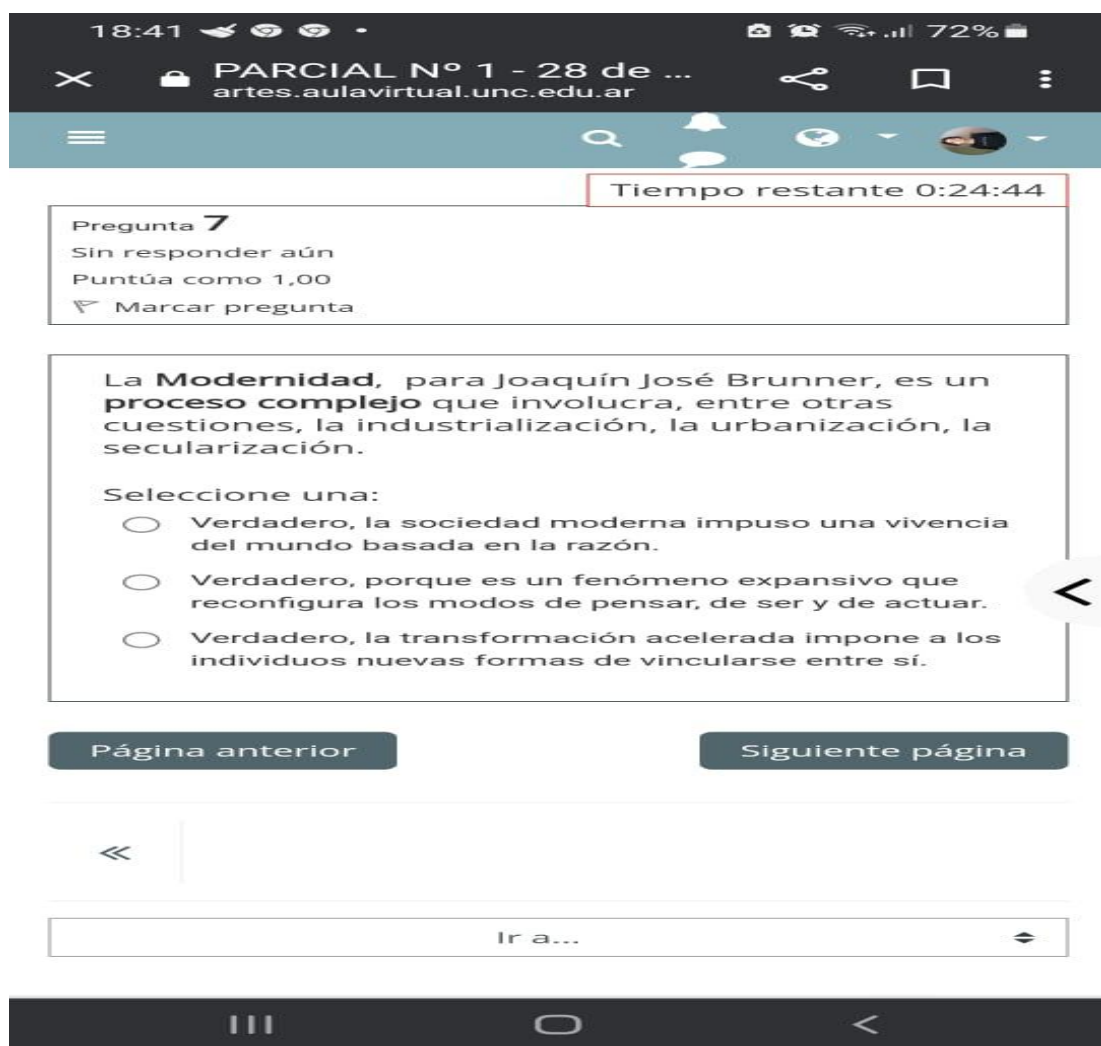 18:41 72%
PARCIAL Nº 1 - 28 de ...
artes.aulavirtual.unc.edu.ar
Tiempo restante 0:24:44
Pregunta 7
Sin responder aún
Puntúa como 1,00
Marcar pregunta
La Modernidad, para Joaquín José Brunner, es un
proceso complejo que involucra, entre otras
cuestiones, la industrialización, la urbanización, la
secularización.
Seleccione una:
Verdadero, la sociedad moderna impuso una vivencia
del mundo basada en la razón.
Verdadero, porque es un fenómeno expansivo que
reconfigura los modos de pensar, de ser y de actuar.
Verdadero, la transformación acelerada impone a los
individuos nuevas formas de vincularse entre sí.
Página anterior Siguiente página
Ir a...